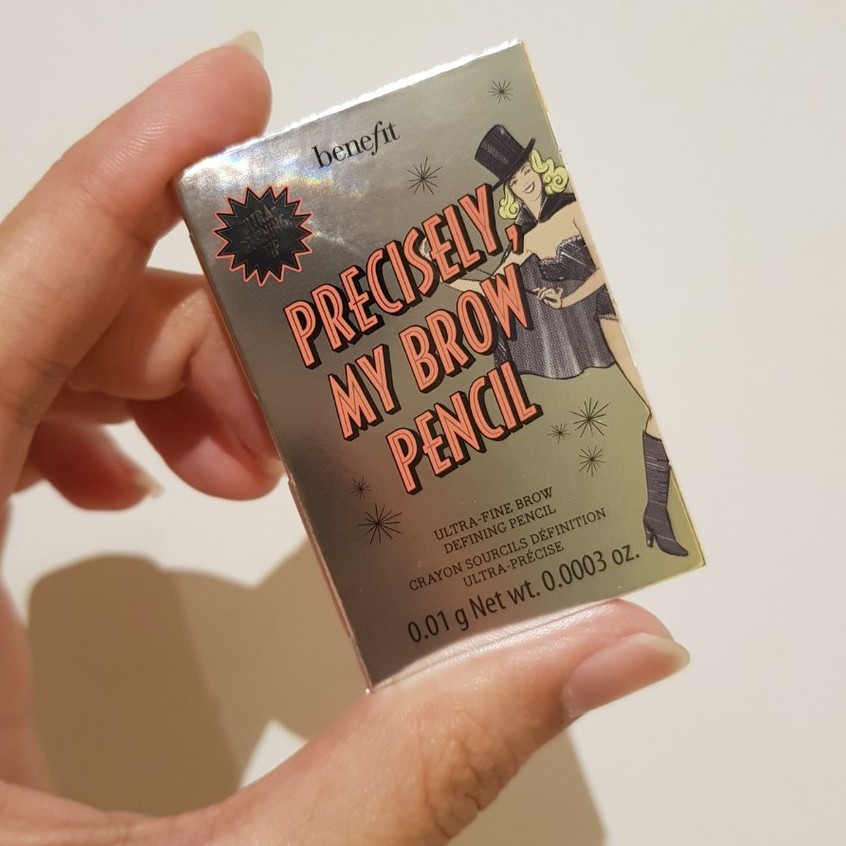 benefit
PRECISELY,
MY BROW
PENCIL
ULTRA-FINE BROW
DEFINING PENCIL
CRAYON SOURCILS DÉFINITION
ULTRA-PRÉCISE
0.01 g Net wt. 0.0003 oz.